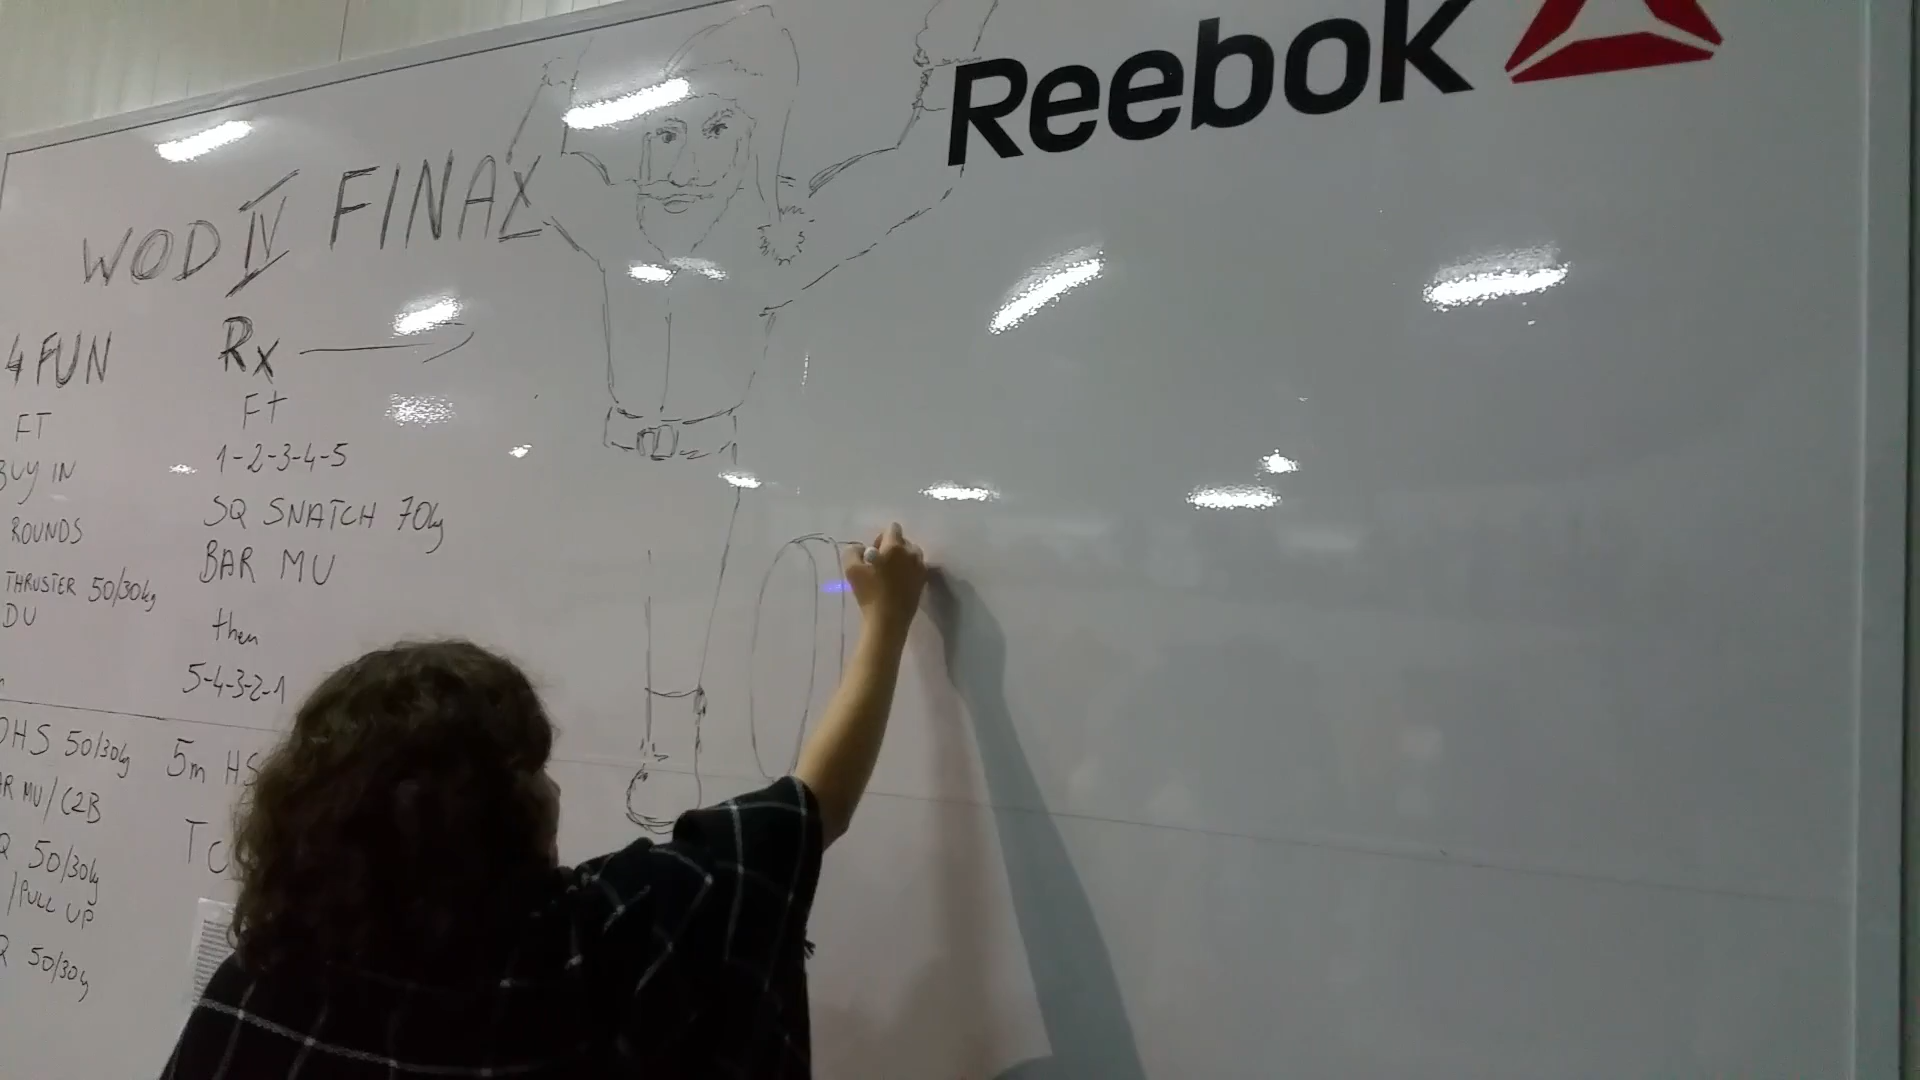 Reebok
WOD IV FINAL
4 FUN
FT
BUY IN
ROUNDS
THRUSTER 50/30kg
DU
OHS 50/30kg
MU/C2B
50/30kg
/PULL UP
50/30kg
Rx
FT
1-2-3-4-5
SQ SNATCH 70kg
BAR MU
then
5-4-3-2-1
5m HS